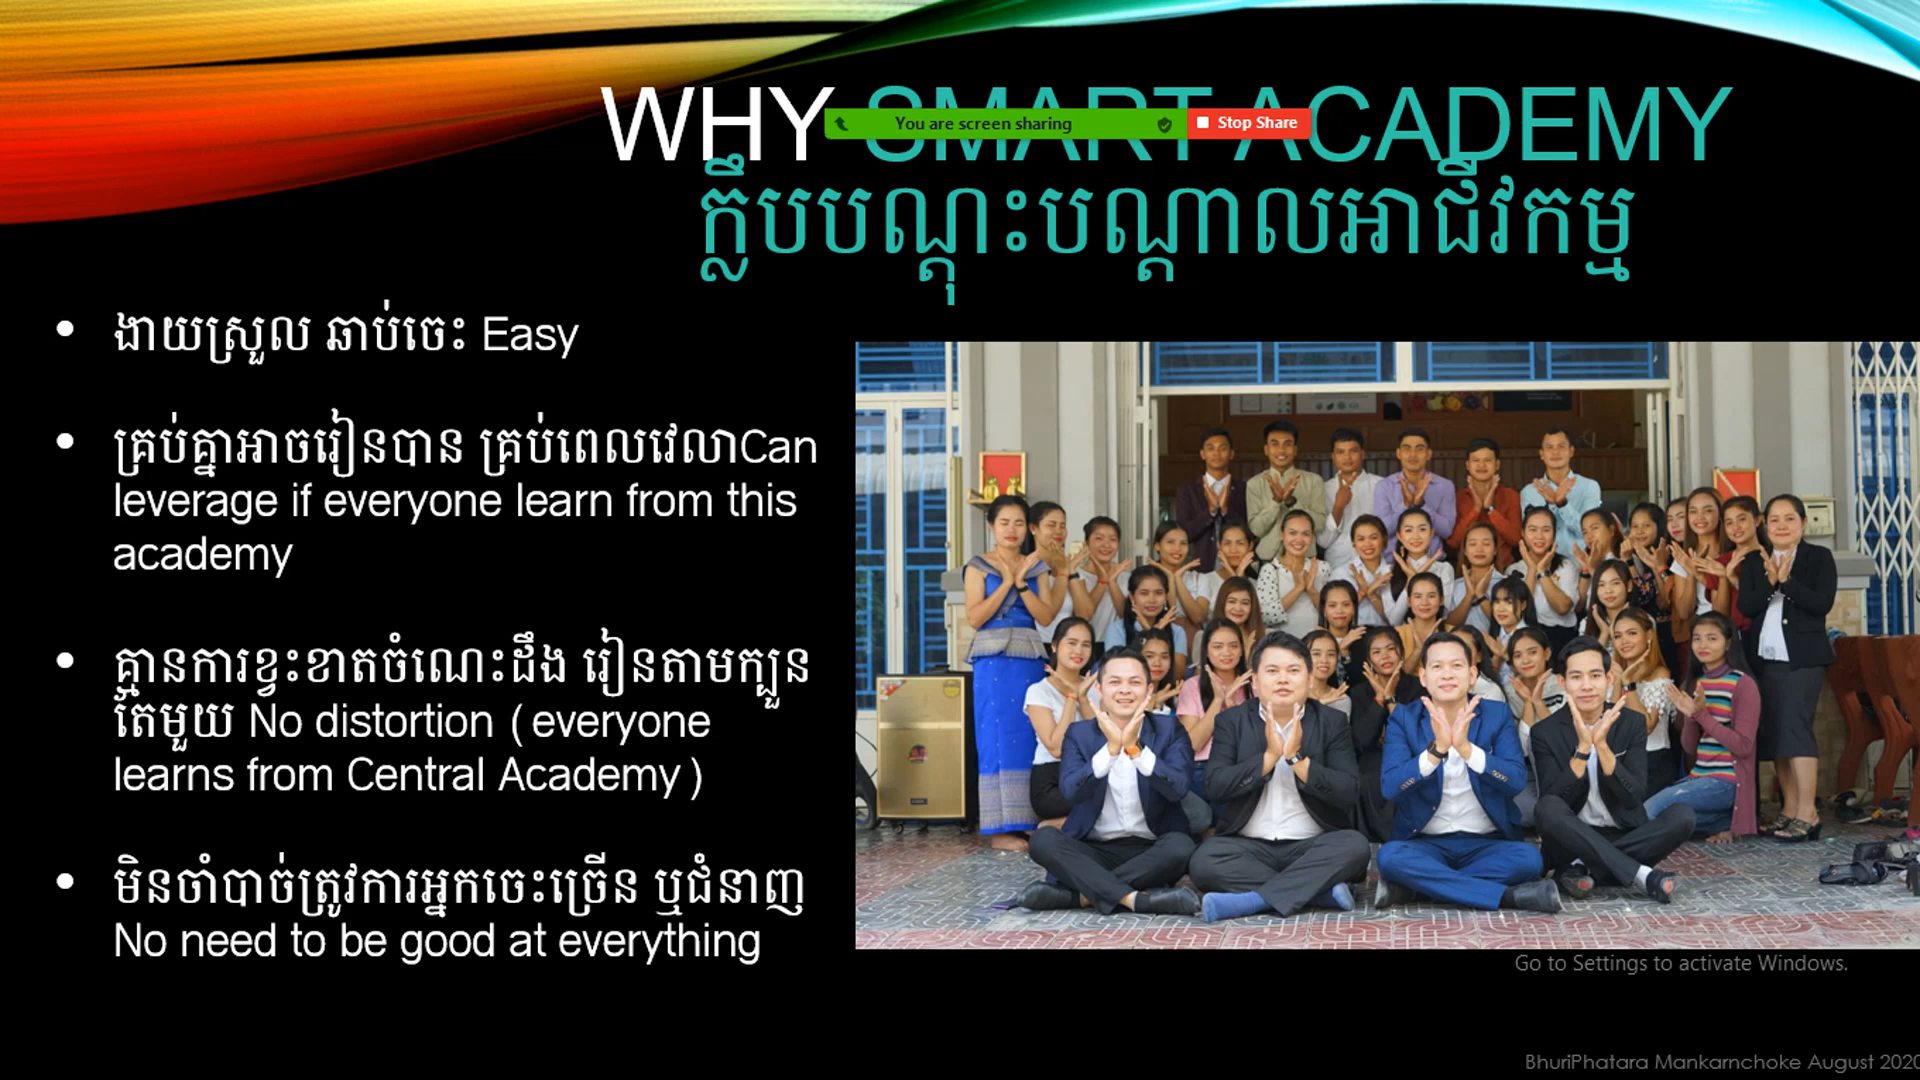 WHY SMART ACADEMY
You are screen sharing
Stop Share
ក្លឹបបណ្តុះបណ្តាលអាជីវកម្ម
• ងាយស្រួល ឆាប់ចេះ Easy
• គ្រប់គ្នាអាចរៀនបាន គ្រប់ពេលវេលាCan
leverage if everyone learn from this
academy
• គ្មានការខ្វះខាតចំណេះដឹង រៀនតាមក្បួន
តែមួយ No distortion (everyone
learns from Central Academy)
• មិនចាំបាច់ត្រូវការអ្នកចេះច្រើន ឬជំនាញ
No need to be good at everything
Go to Settings to activate Windows.
BhuriPhatara Mankarnchoke August 2020